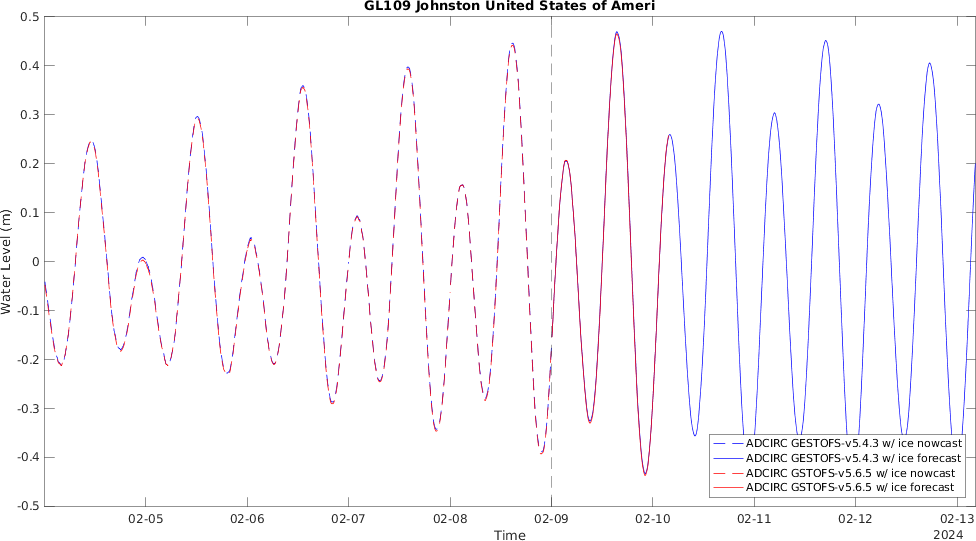 GL109 Johnston United States of Ameri
0.5
0.4
0.3
0.2
0.1
0
-0.1
-0.2
-0.3
-0.4
-0.5
Water Level (m)
ADCIRC GESTOFS-v5.4.3 w/ ice nowcast
ADCIRC GESTOFS-v5.4.3 w/ ice forecast
ADCIRC GSTOFS-v5.6.5 w/ ice nowcast
ADCIRC GSTOFS-v5.6.5 w/ ice forecast
02-05 02-06 02-07 02-08 02-09 02-10 02-11 02-12 02-13
Time
2024